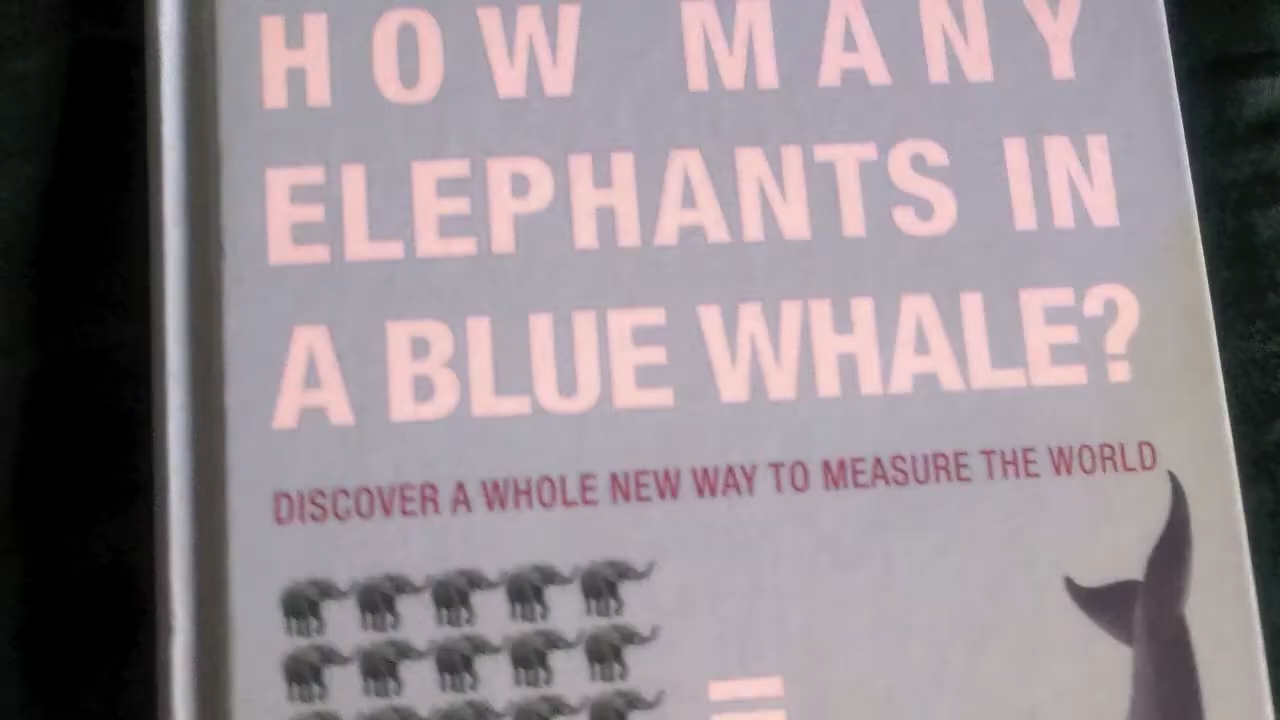 HOW MANY
ELEPHANTS IN
A BLUE WHALE?
DISCOVER A WHOLE NEW WAY TO MEASURE THE WORLD
=